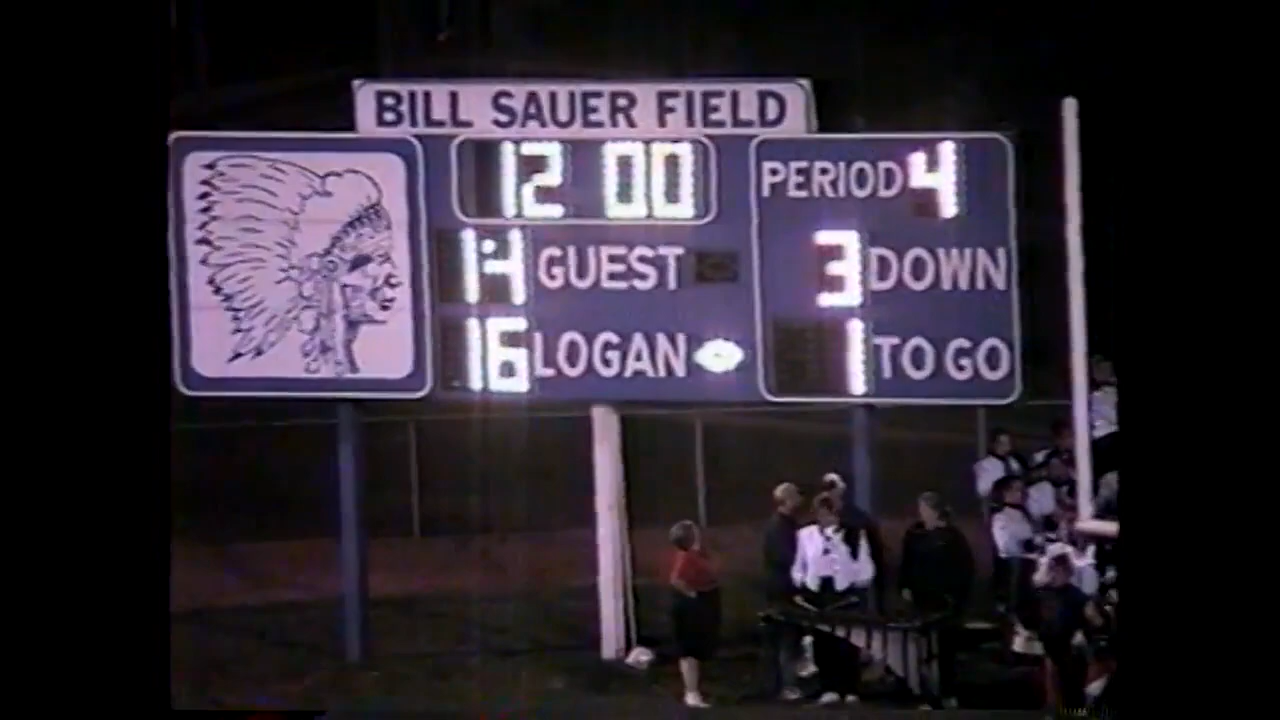 BILL SAUER FIELD
12 00
PERIOD 4
14 GUEST
3 DOWN
16 LOGAN
1 TO GO